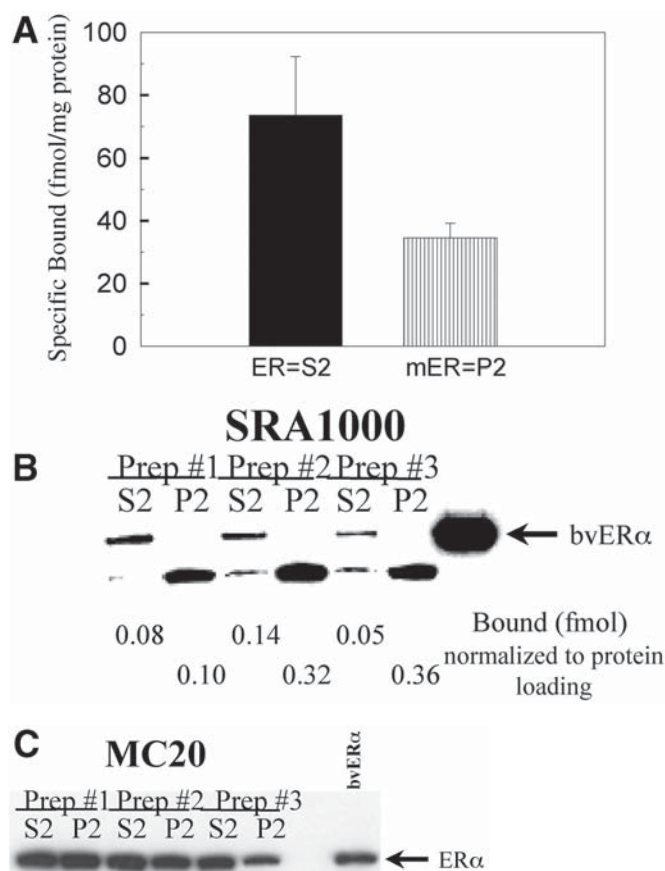 A
Specific Bound (fmol/mg protein)
100
80
60
40
20
0
ER=S2 mER=P2
SRA1000
B
Prep #1 Prep #2 Prep #3
S2 P2 S2 P2 S2 P2
bvERα
0.08 0.14 0.05
0.10 0.32 0.36
Bound (fmol)
normalized to protein
loading
C
MC20
bvERα
Prep #1 Prep #2 Prep #3
S2 P2 S2 P2 S2 P2
ERα